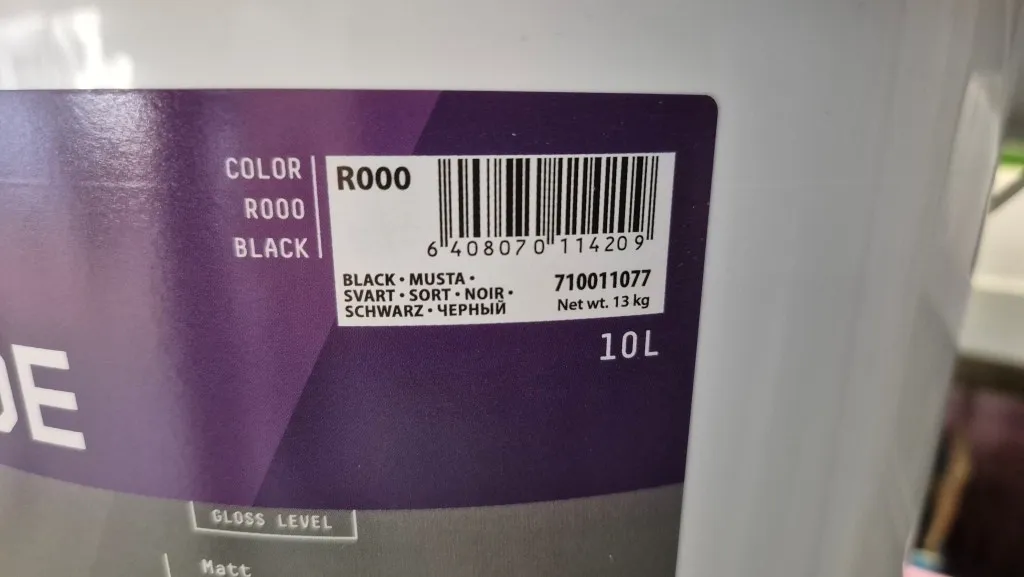 COLOR
R000
BLACK
R000
6 408070 114209
BLACK • MUSTA •
SVART • SORT • NOIR •
SCHWARZ • ЧЕРНЫЙ
710011077
Net wt. 13 kg
10L
DE
GLOSS LEVEL
Matt